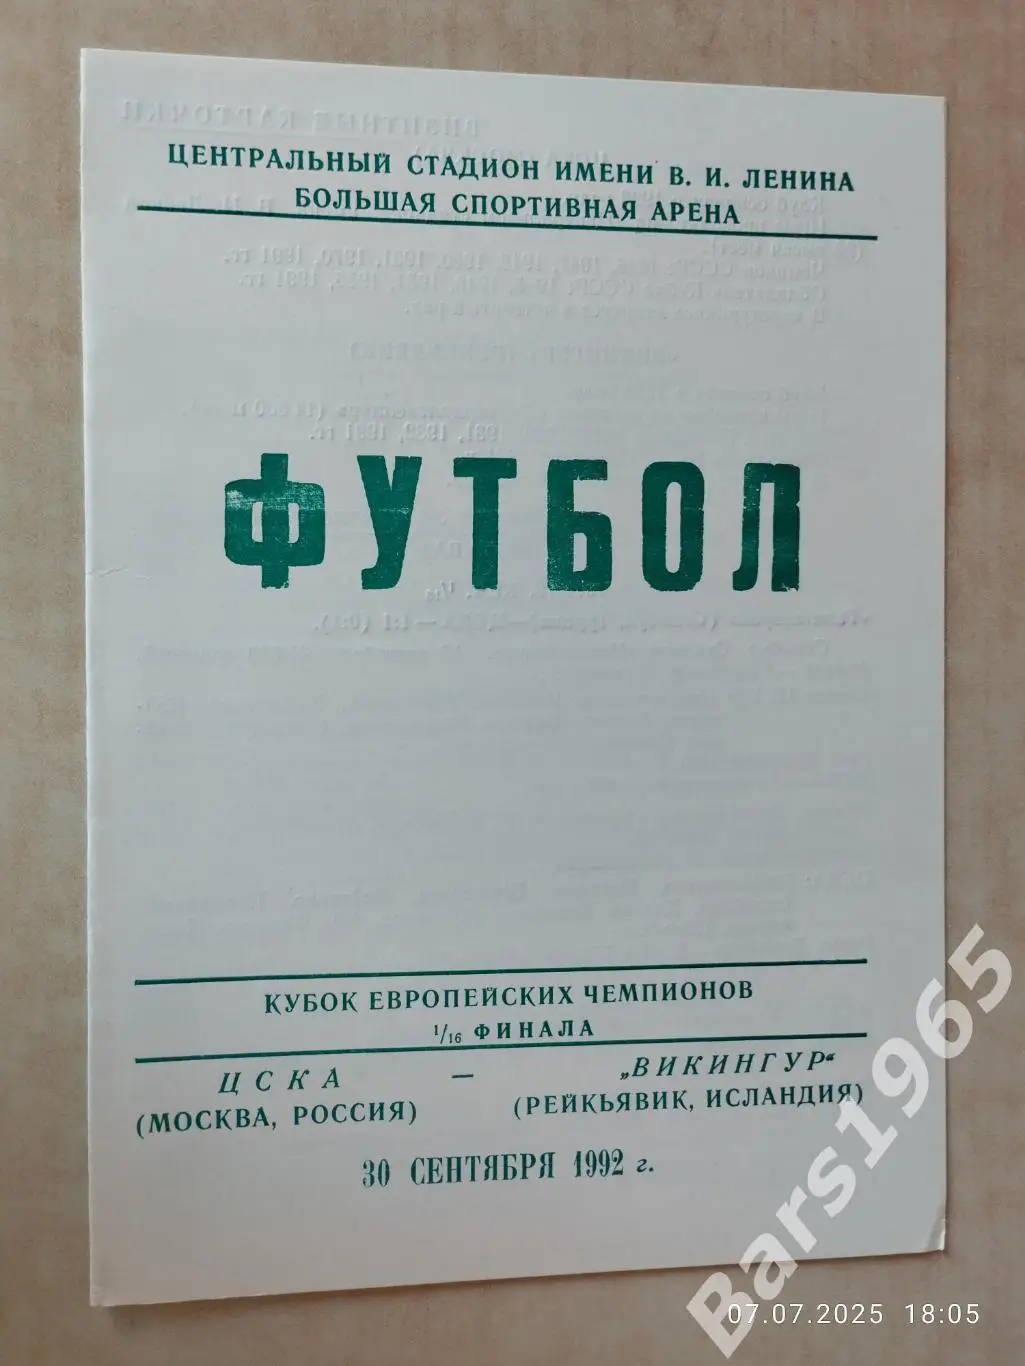 ЦЕНТРАЛЬНЫЙ СТАДИОН ИМЕНИ В. И. ЛЕНИНА
БОЛЬШАЯ СПОРТИВНАЯ АРЕНА
ФУТБОЛ
КУБОК ЕВРОПЕЙСКИХ ЧЕМПИОНОВ
1/16 ФИНАЛА
ЦСКА — „ВИКИНГУР“
(МОСКВА, РОССИЯ) (РЕЙКЬЯВИК, ИСЛАНДИЯ)
30 СЕНТЯБРЯ 1992 г.
Bars1965
07.07.2025 18:05